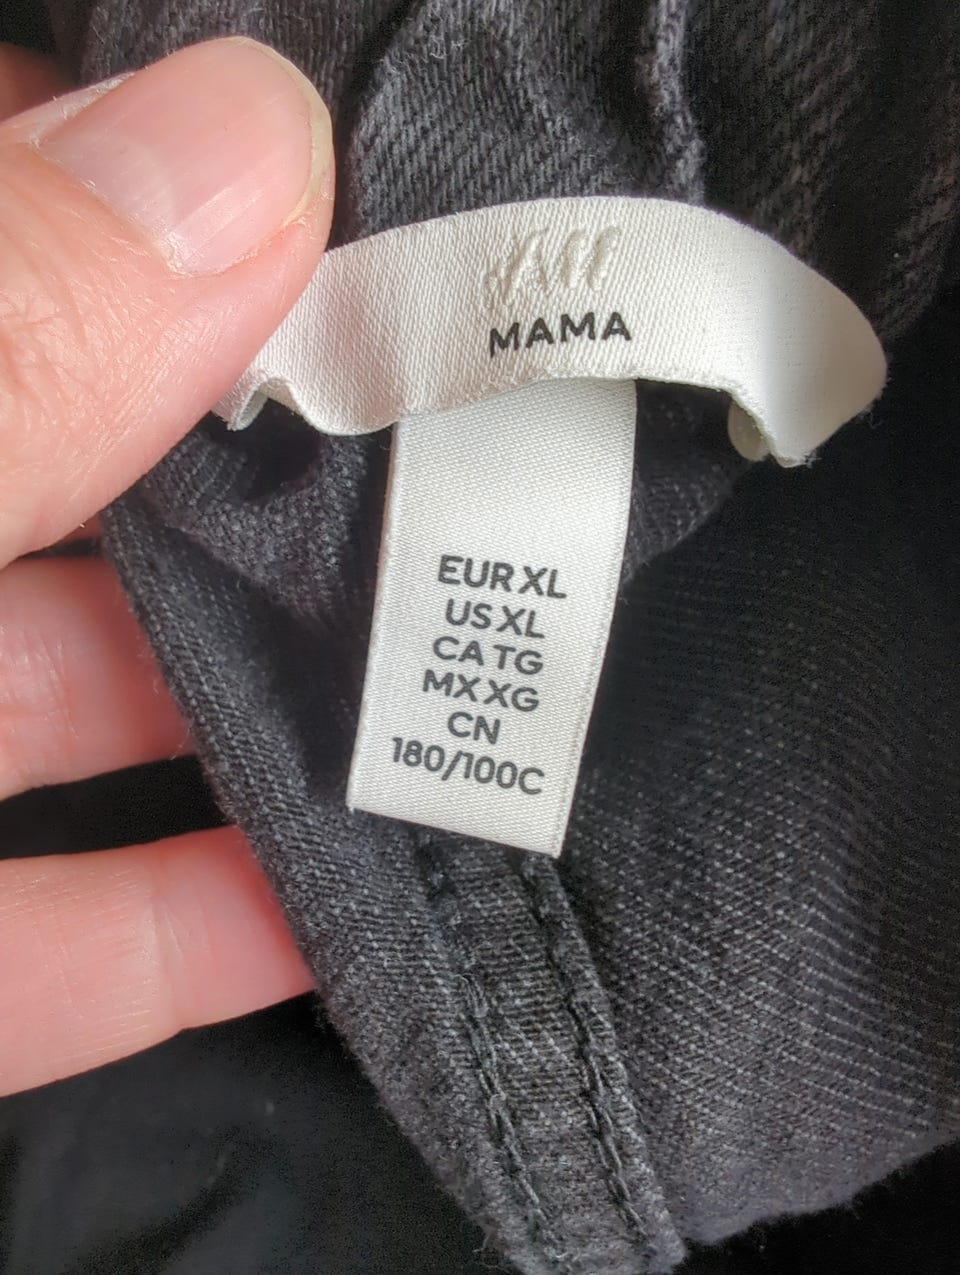 MAMA
EUR XL
US XL
CA TG
MX XG
CN
180/100C